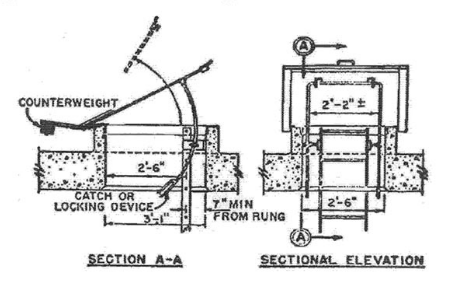 A
COUNTERWEIGHT
2'-2" ±
2'-6"
CATCH OR
LOCKING DEVICE
3'-1"
7" MIN
FROM RUNG
2'-6"
A
SECTION A-A
SECTIONAL ELEVATION